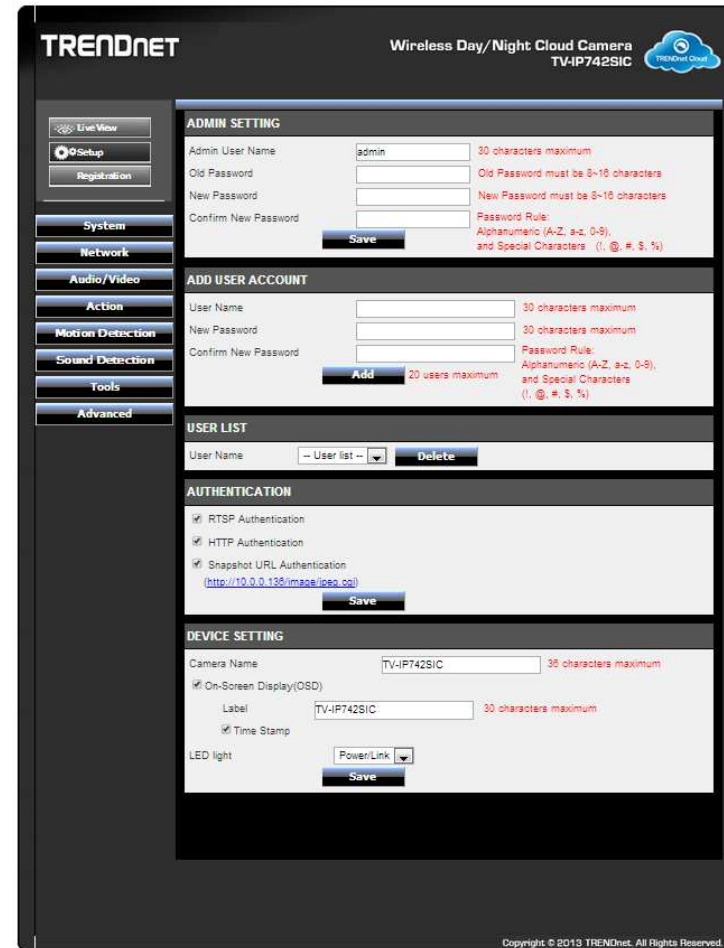 TRENDnet
Wireless Day/Night Cloud Camera
TV-IP742SIC
TRENDnet Cloud
Live View
Setup
Registration
System
Network
Audio/Video
Action
Motion Detection
Sound Detection
Tools
Advanced
ADMIN SETTING
Admin User Name admin 30 characters maximum
Old Password Old Password must be 8~16 characters
New Password New Password must be 8~16 characters
Confirm New Password Password Rule:
Alphanumeric (A-Z, a-z, 0-9),
and Special Characters (!, @, #, $, %)
Save
ADD USER ACCOUNT
User Name 30 characters maximum
New Password 30 characters maximum
Confirm New Password Password Rule:
Alphanumeric (A-Z, a-z, 0-9),
and Special Characters
(!, @, #, $, %)
Add 20 users maximum
USER LIST
User Name -- User list -- Delete
AUTHENTICATION
RTSP Authentication
HTTP Authentication
Snapshot URL Authentication
(http://10.0.0.136/image/jpeg.cgi)
Save
DEVICE SETTING
Camera Name TV-IP742SIC 36 characters maximum
On-Screen Display(OSD)
Label TV-IP742SIC 30 characters maximum
Time Stamp
LED light Power/Link
Save
Copyright © 2013 TRENDnet. All Rights Reserved.